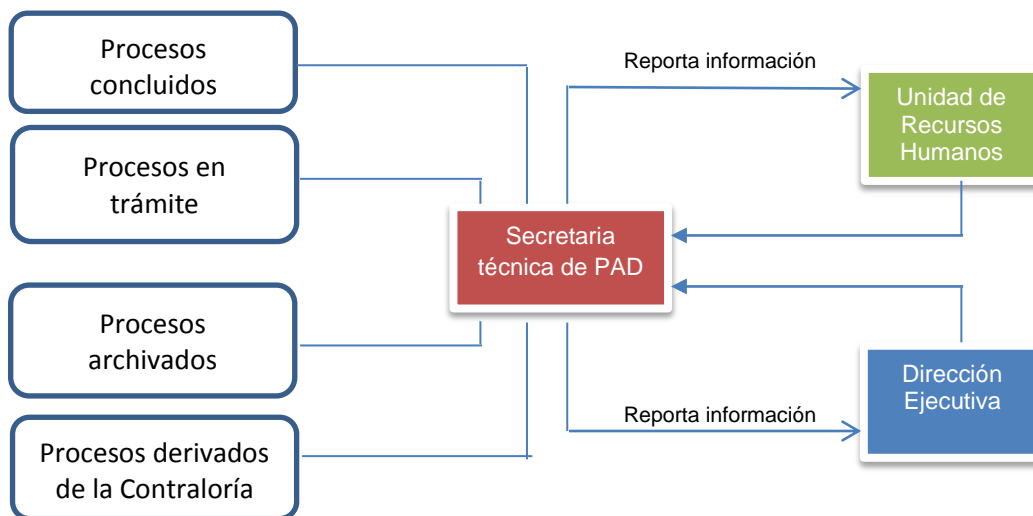 Procesos
concluidos
Procesos en
trámite
Procesos
archivados
Procesos derivados
de la Contraloría
Secretaria
técnica de PAD
Reporta información
Unidad de
Recursos
Humanos
Reporta información
Dirección
Ejecutiva